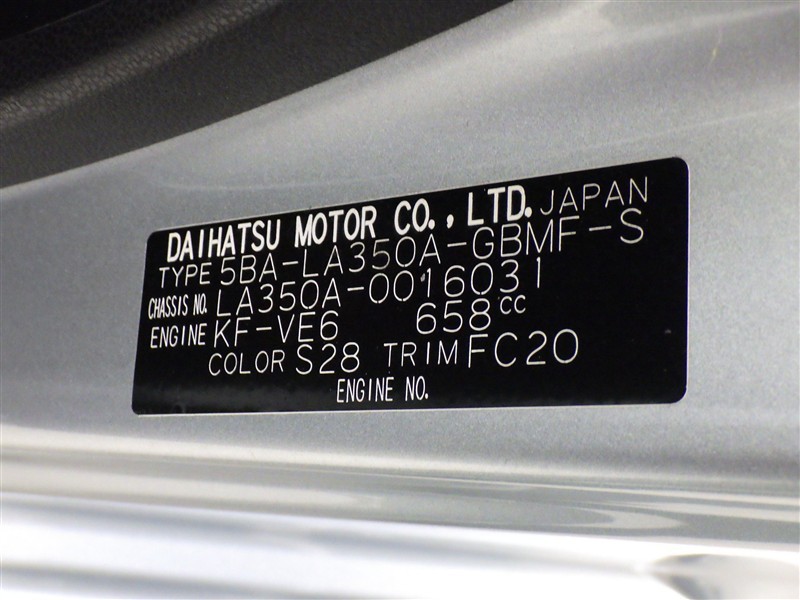 DAIHATSU MOTOR CO., LTD. JAPAN
TYPE 5BA-LA350A-GBMF-S
CHASSIS NO. LA350A-0016031
ENGINE KF-VE6 658cc
COLOR S28 TRIM FC20
ENGINE NO.